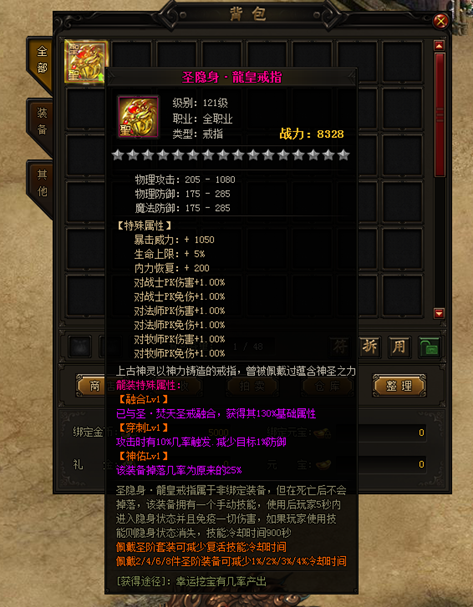 背包
全部
装备
其他
圣隐身·龍皇戒指
级别: 121级
职业: 全职业
类型: 戒指
战力: 8328
聖
物理攻击: 205 - 1080
物理防御: 175 - 285
魔法防御: 175 - 285
【特殊属性】
暴击威力: + 1050
生命上限: + 5%
内力恢复: + 200
对战士PK伤害+1.00%
对战士PK免伤+1.00%
对法师PK伤害+1.00%
对法师PK免伤+1.00%
对牧师PK伤害+1.00%
对牧师PK免伤+1.00%
上古神灵以神力铸造的戒指, 曾被佩戴过蕴含神圣之力
龍装特殊属性:
【融合Lv1】
已与圣·焚天圣戒融合, 获得其130%基础属性
【穿刺Lv1】
攻击时有10%几率触发,减少目标1%防御
【神佑Lv1】
该装备掉落几率为原来的25%
圣隐身·龍皇戒指属于非绑定装备, 但在死亡后不会
掉落, 该装备拥有一个手动技能, 使用后玩家5秒内
进入隐身状态并且免疫一切伤害, 如果玩家使用技
能则隐身状态消失, 技能冷却时间900秒
佩戴圣阶套装可减少复活技能冷却时间
佩戴2/4/6/8件圣阶装备可减少1%/2%/3%/4%冷却时间
[获得途径]: 幸运挖宝有几率产出
/ 48
拆
用
商
整理
绑定金
0
礼
0